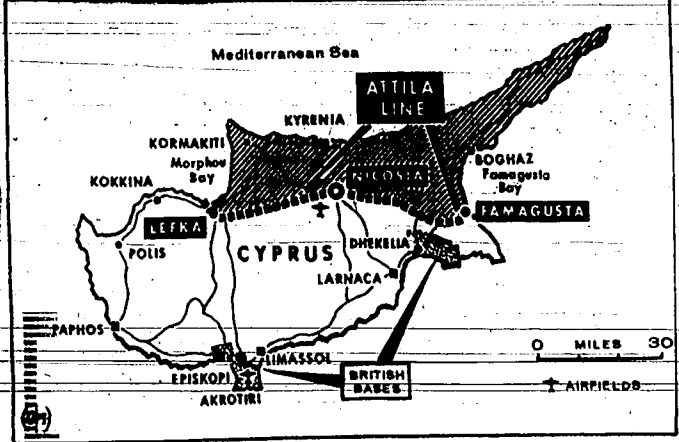 Mediterranean Sea
ATTILA
LINE
KYRENIA
KORMAKITI
Morphou
Bay
NICOSIA
BOGHAZ
Famagusta
Bay
KOKKINA
LEFKA
FAMAGUSTA
POLIS
CYPRUS
DHEKELIA
LARNACA
PAPHOS
0 MILES 30
LIMASSOL
EPISKOPI
BRITISH
BASES
AIRFIELDS
AKROTIRI